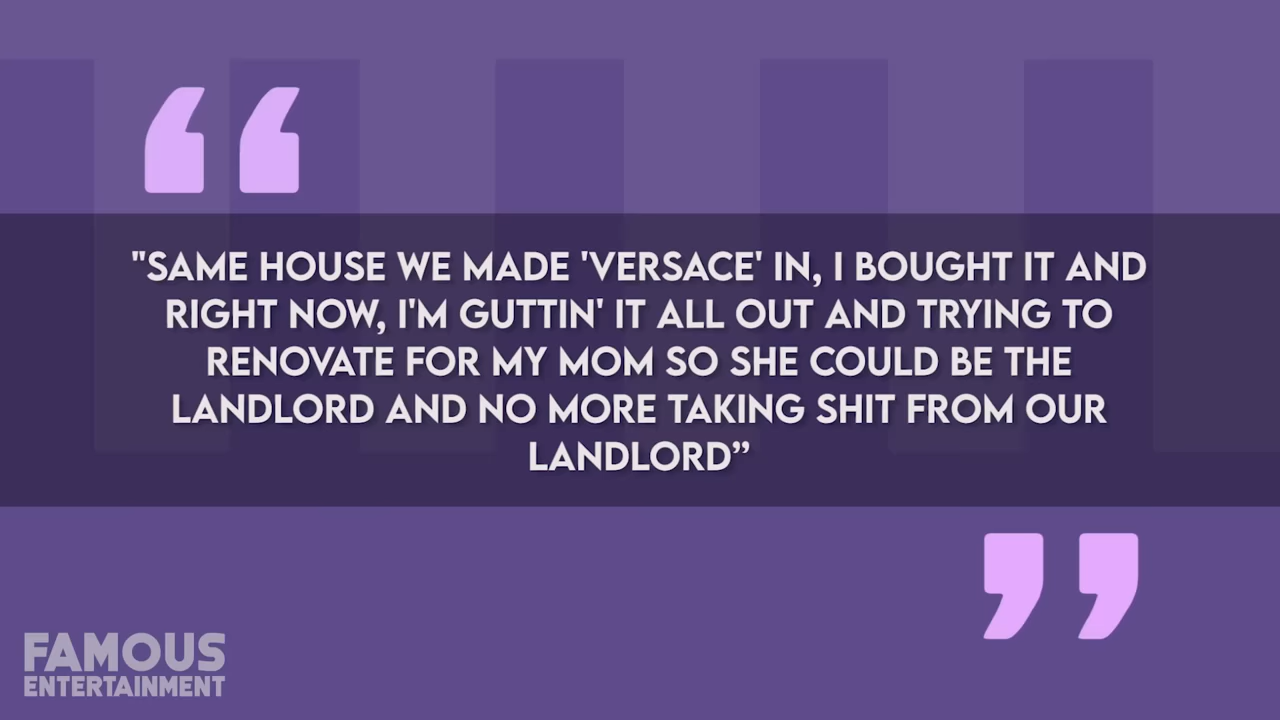 "SAME HOUSE WE MADE 'VERSACE' IN, I BOUGHT IT AND
RIGHT NOW, I'M GUTTIN' IT ALL OUT AND TRYING TO
RENOVATE FOR MY MOM SO SHE COULD BE THE
LANDLORD AND NO MORE TAKING SHIT FROM OUR
LANDLORD”
FAMOUS
ENTERTAINMENT